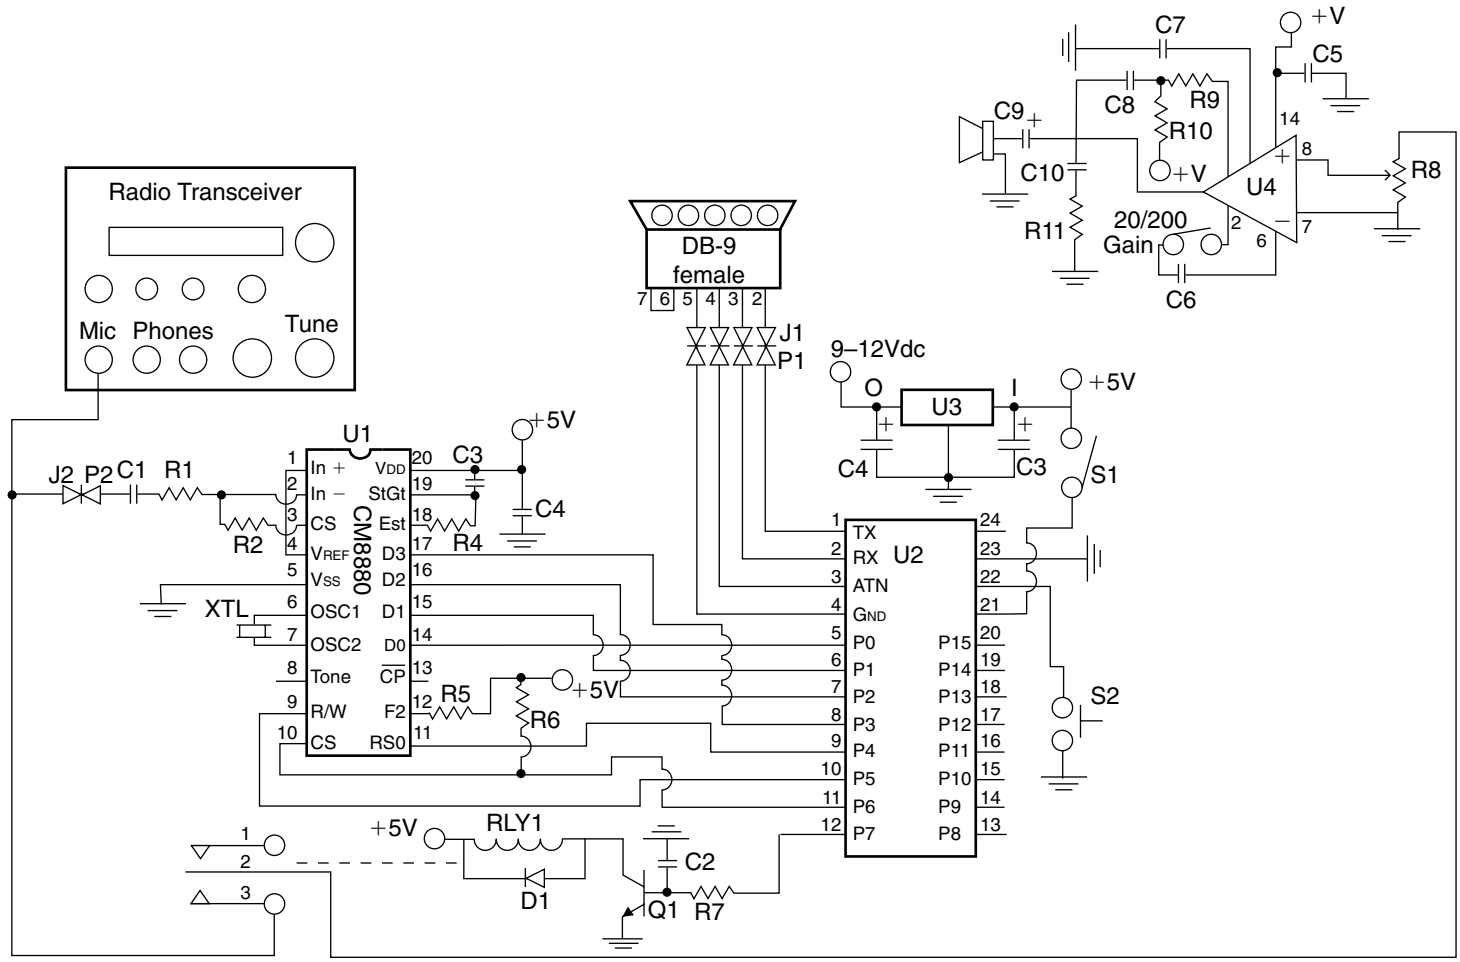 C7
+V
C5
C8
R9
R10
+V
14
C9
+
C10
R11
8
+
U4
R8
20/200
Gain
2
6
−
7
C6
Radio Transceiver
Mic
Phones
Tune
DB-9
female
7
6
5
4
3
2
J1
P1
9–12Vdc
O
U3
I
+5V
+
+
C4
C3
S1
U1
CM8880
+5V
C3
C4
J2
P2
C1
R1
R2
R4
XTL
1
In +
VDD
20
2
In −
StGt
19
3
CS
Est
18
4
VREF
D3
17
5
VSS
D2
16
6
OSC1
D1
15
7
OSC2
D0
14
8
Tone
CP
13
9
R/W
F2
12
10
CS
RS0
11
R5
+5V
R6
U2
1
TX
24
2
RX
23
3
ATN
22
4
GND
21
5
P0
P15
20
6
P1
P14
19
7
P2
P13
18
8
P3
P12
17
9
P4
P11
16
10
P5
P10
15
11
P6
P9
14
12
P7
P8
13
S2
1
2
3
+5V
RLY1
D1
C2
Q1
R7